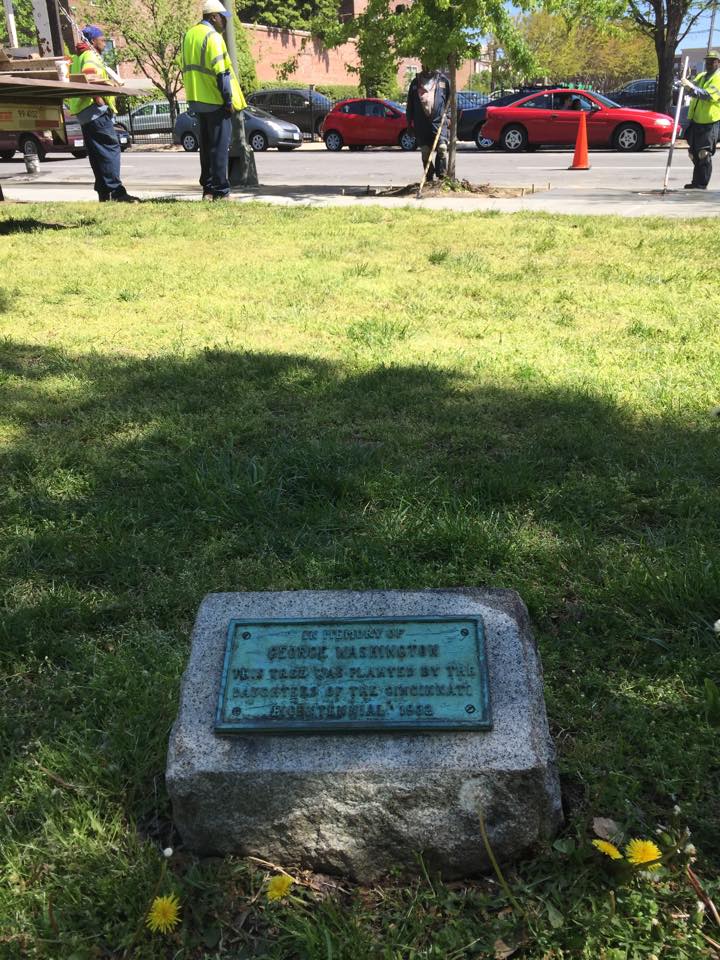 IN MEMORY OF
GEORGE WASHINGTON
THIS TREE WAS PLANTED BY THE
DAUGHTERS OF THE CINCINNATI
BICENTENNIAL 1932